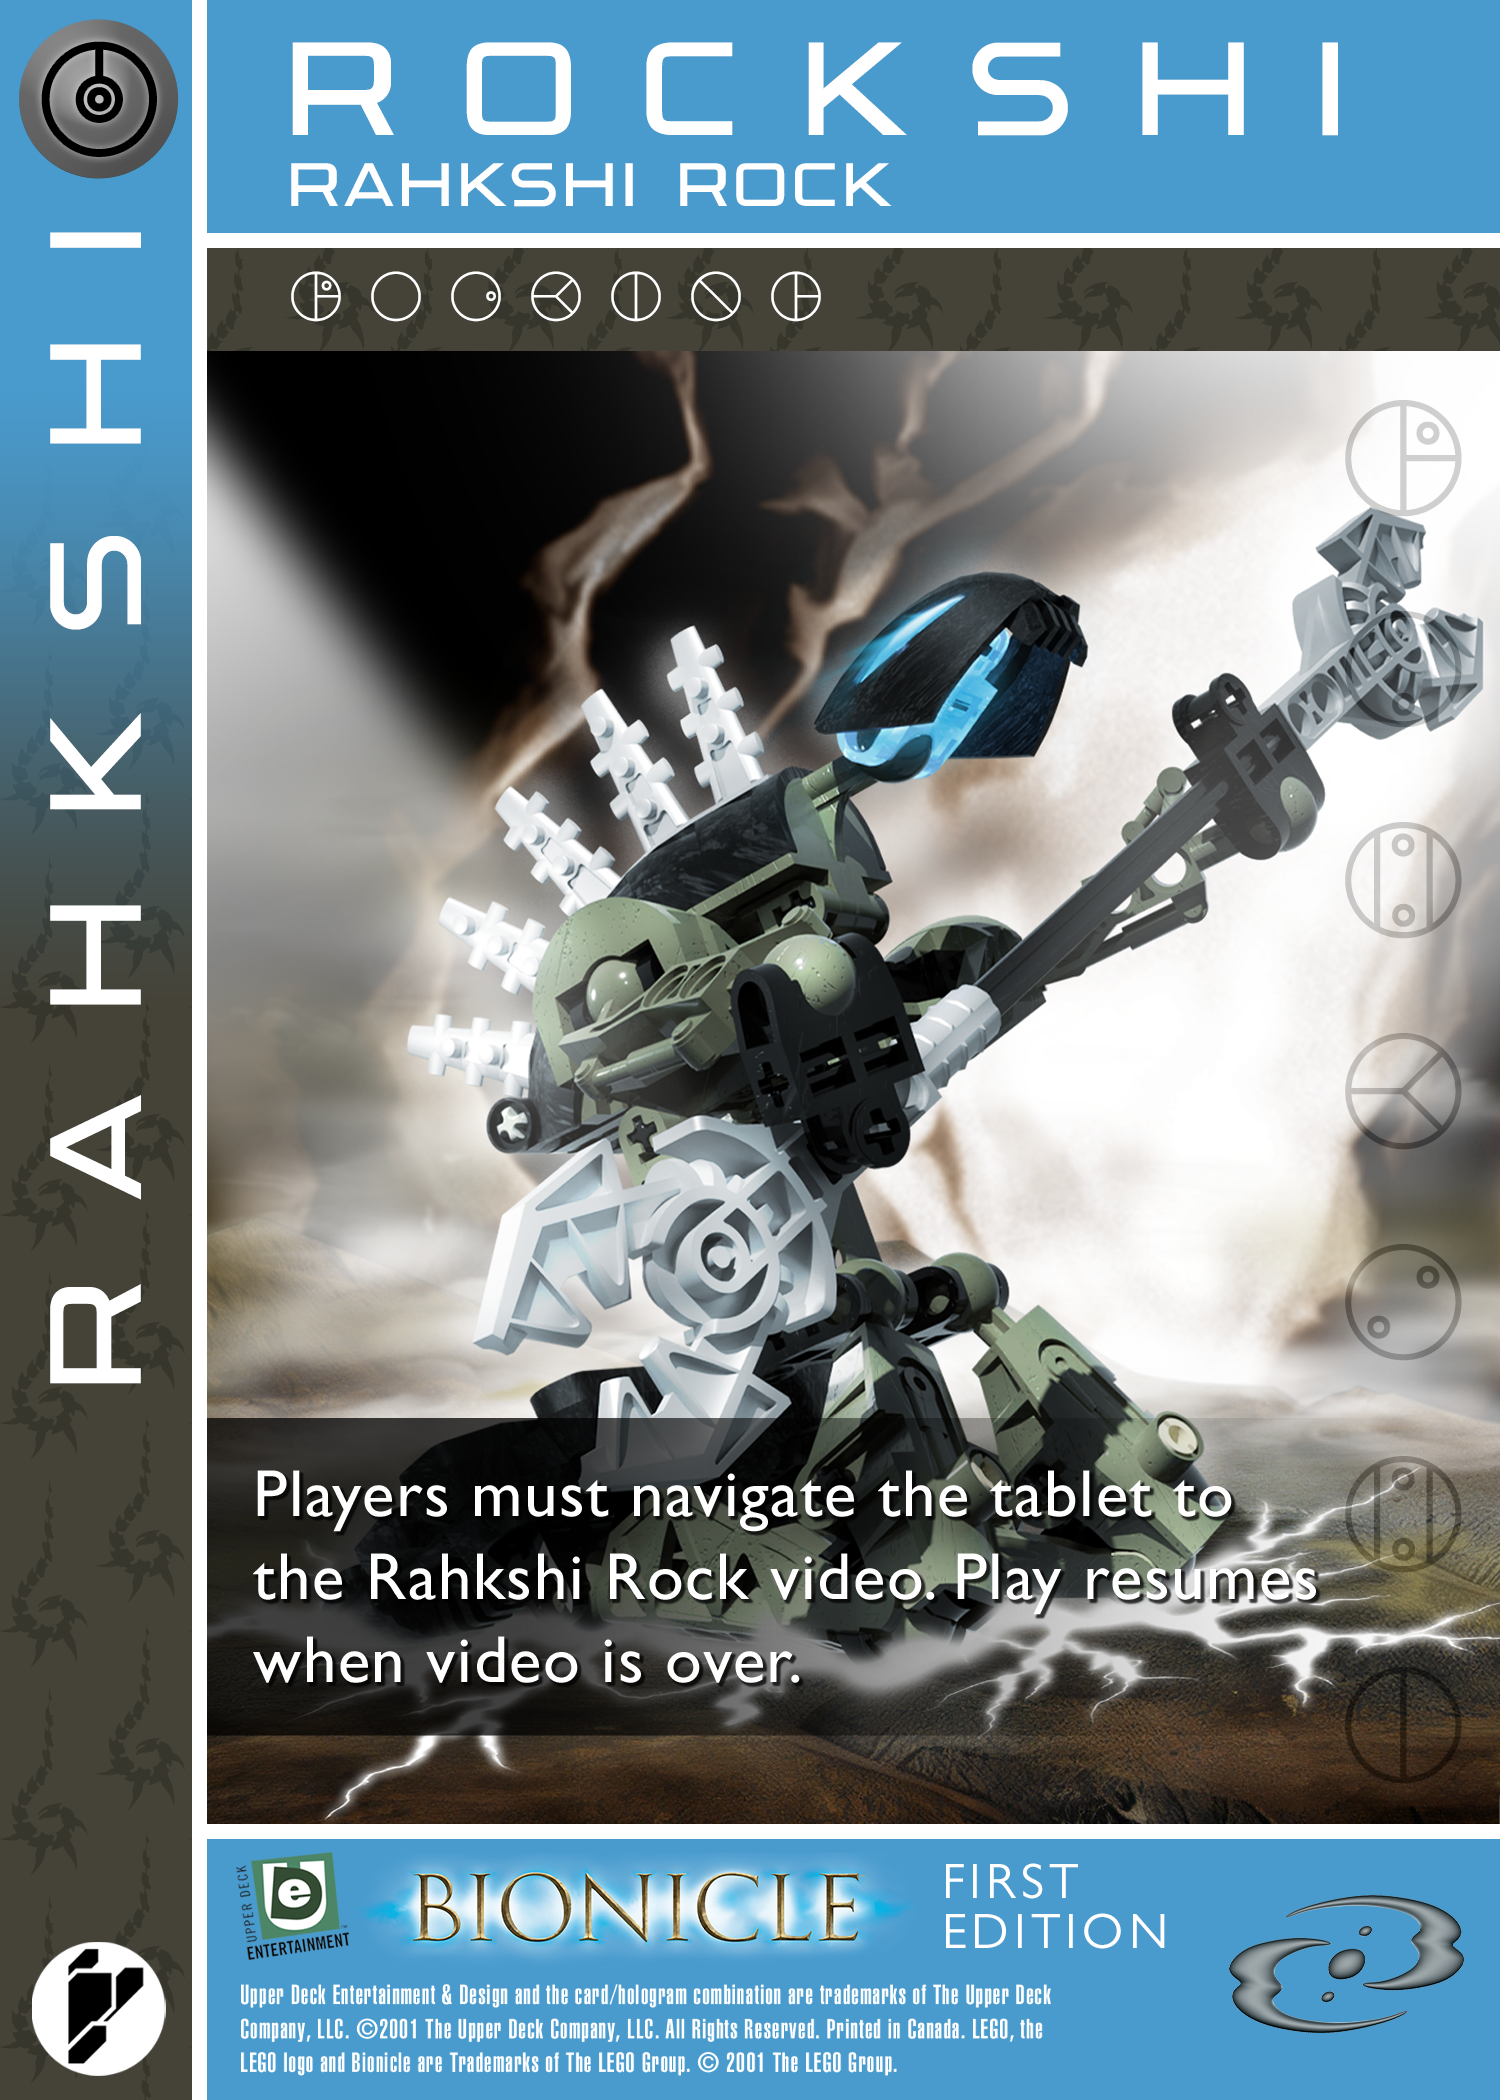 ROCKSHI
RAHKSHI ROCK
RAHKSHI
Players must navigate the tablet to
the Rahkshi Rock video. Play resumes
when video is over.
UPPER DECK
e
ENTERTAINMENT
BIONICLE
FIRST
EDITION
Upper Deck Entertainment & Design and the card/hologram combination are trademarks of The Upper Deck
Company, LLC. ©2001 The Upper Deck Company, LLC. All Rights Reserved. Printed in Canada. LEGO, the
LEGO logo and Bionicle are Trademarks of The LEGO Group. © 2001 The LEGO Group.